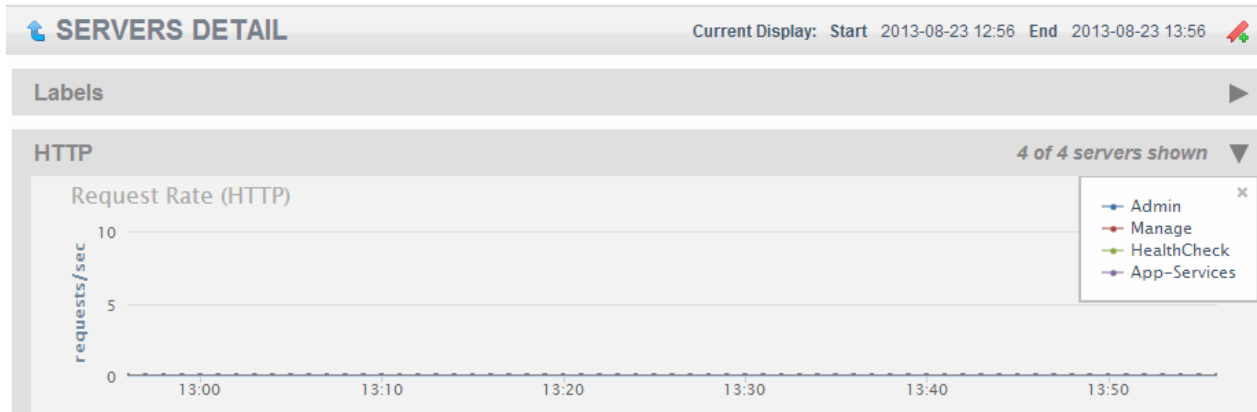 SERVERS DETAIL
Current Display: Start 2013-08-23 12:56 End 2013-08-23 13:56
Labels
HTTP
4 of 4 servers shown
Request Rate (HTTP)
Admin
Manage
HealthCheck
App-Services
requests/sec
10
5
0
13:00 13:10 13:20 13:30 13:40 13:50